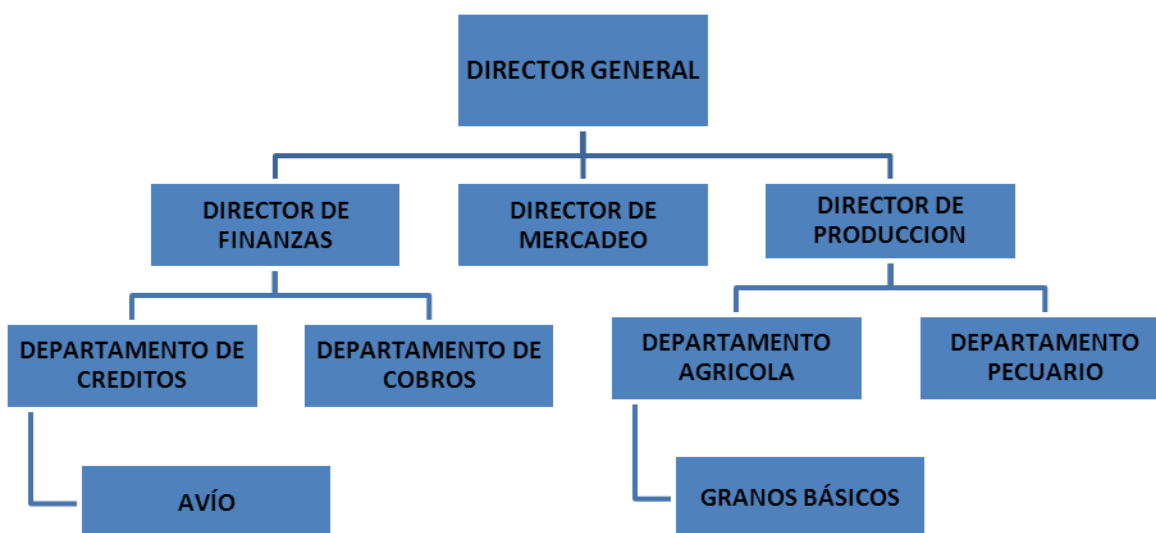 DIRECTOR GENERAL
DIRECTOR DE
FINANZAS
DIRECTOR DE
MERCADEO
DIRECTOR DE
PRODUCCION
DEPARTAMENTO DE
CREDITOS
DEPARTAMENTO DE
COBROS
DEPARTAMENTO
AGRICOLA
DEPARTAMENTO
PECUARIO
AVÍO
GRANOS BÁSICOS